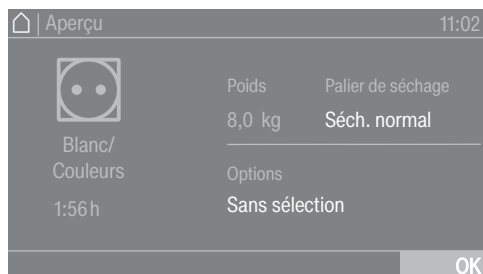 Aperçu 11:02
Blanc/
Couleurs
1:56 h
Poids Palier de séchage
8,0 kg Séch. normal
Options
Sans sélection
OK